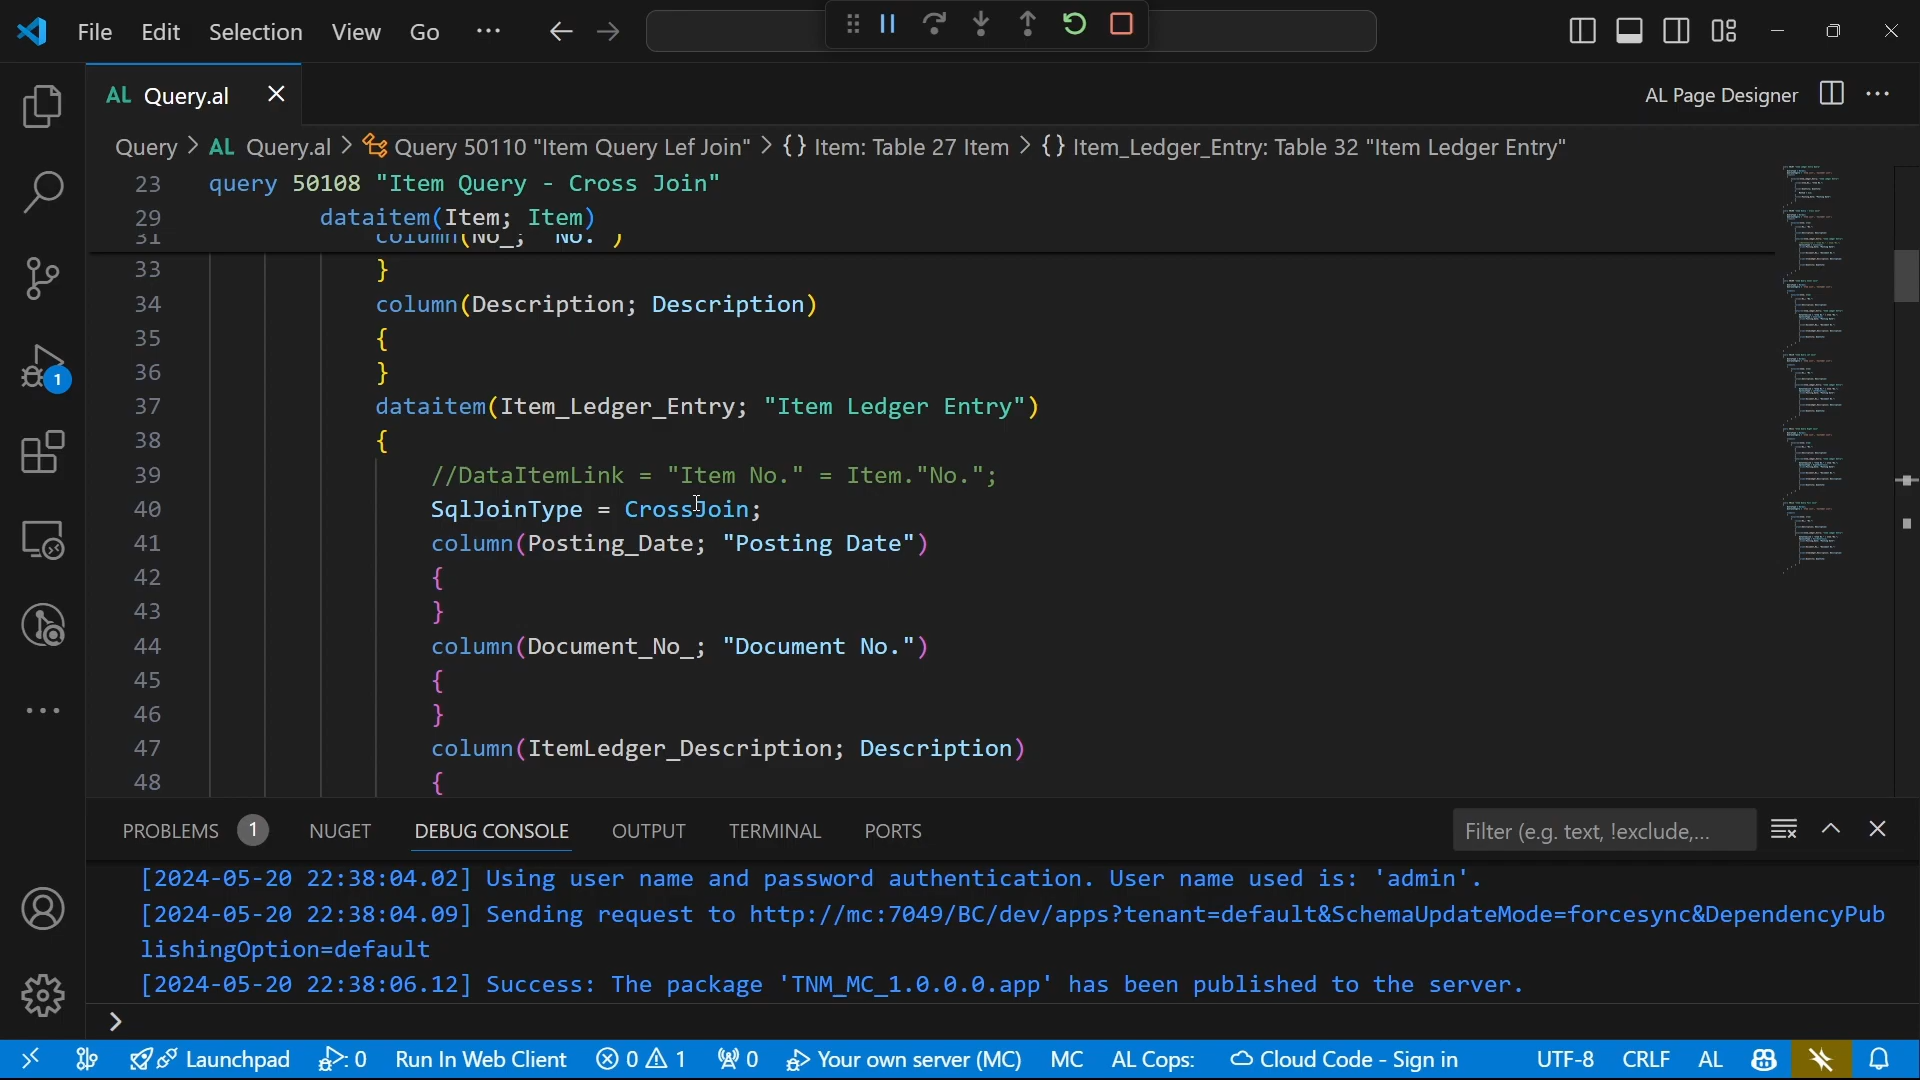 File Edit Selection View Go ···
AL Query.al
AL Page Designer ···
Query > AL Query.al > Query 50110 "Item Query Lef Join" > {} Item: Table 27 Item > {} Item_Ledger_Entry: Table 32 "Item Ledger Entry"
23 query 50108 "Item Query - Cross Join"
29 dataitem(Item; Item)
31 column(No_; "No.")
33 }
34 column(Description; Description)
35 {
36 }
37 dataitem(Item_Ledger_Entry; "Item Ledger Entry")
38 {
39 //DataItemLink = "Item No." = Item."No.";
40 SqlJoinType = CrossJoin;
41 column(Posting_Date; "Posting Date")
42 {
43 }
44 column(Document_No_; "Document No.")
45 {
46 }
47 column(ItemLedger_Description; Description)
48 {
1
PROBLEMS 1 NUGET DEBUG CONSOLE OUTPUT TERMINAL PORTS Filter (e.g. text, !exclude,...
[2024-05-20 22:38:04.02] Using user name and password authentication. User name used is: 'admin'.
[2024-05-20 22:38:04.09] Sending request to http://mc:7049/BC/dev/apps?tenant=default&SchemaUpdateMode=forcesync&DependencyPub
lishingOption=default
[2024-05-20 22:38:06.12] Success: The package 'TNM_MC_1.0.0.0.app' has been published to the server.
>
Launchpad : 0 Run In Web Client 0 1 0 Your own server (MC) MC AL Cops: Cloud Code - Sign in UTF-8 CRLF AL